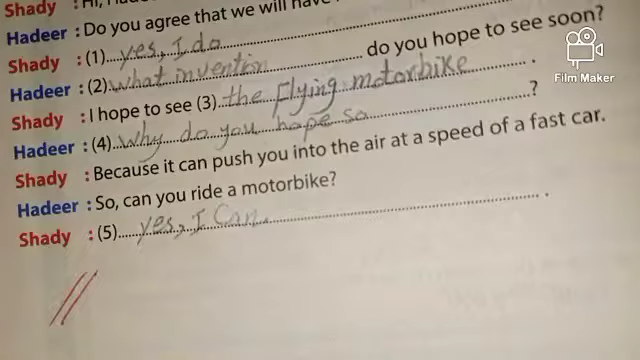 Shady : Hi, Ha
Hadeer : Do you agree that we will have
Shady : (1) yes, I do
Hadeer : (2) what invention do you hope to see soon?
Shady : I hope to see (3) the flying motorbike .
Hadeer : (4) Why do you hope so ?
Shady : Because it can push you into the air at a speed of a fast car.
Hadeer : So, can you ride a motorbike?
Shady : (5) yes, I Can .
Film Maker